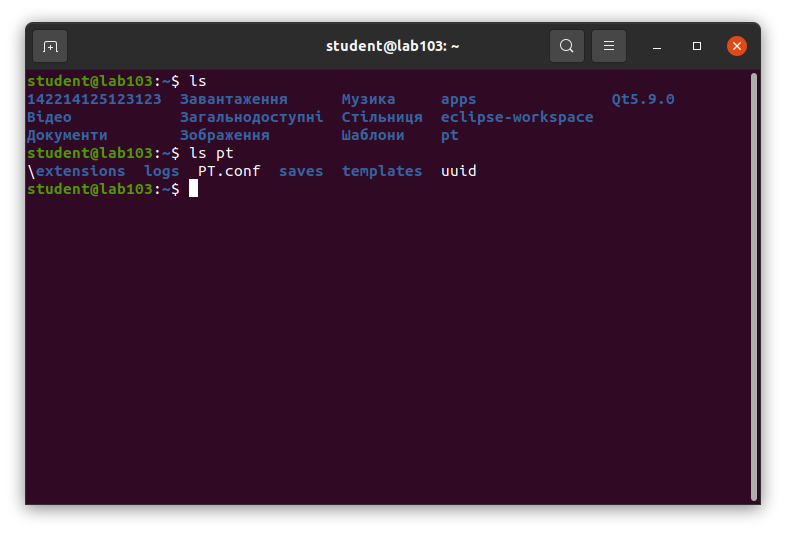 student@lab103: ~
student@lab103:~$ ls
142214125123123  Завантаження     Музика     apps               Qt5.9.0
Відео            Загальнодоступні  Стільниця  eclipse-workspace
Документи        Зображення        Шаблони    pt
student@lab103:~$ ls pt
\extensions  logs  PT.conf  saves  templates  uuid
student@lab103:~$